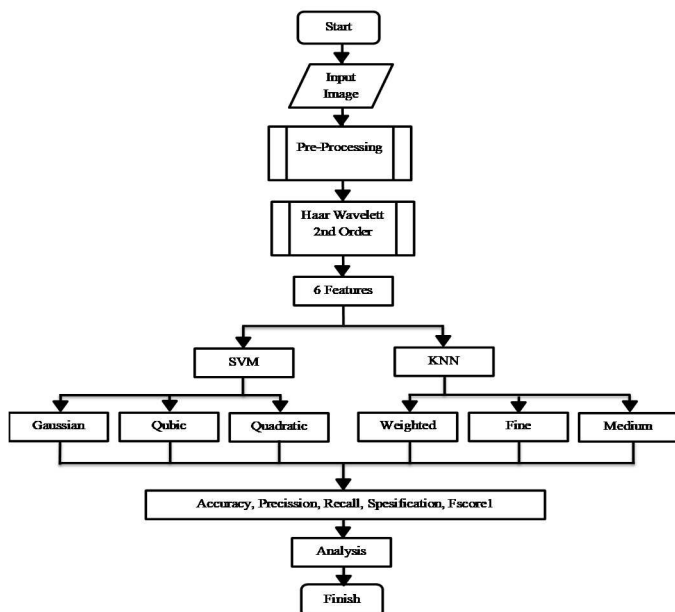 Start
Input
Image
Pre-Processing
Haar Wavelett
2nd Order
6 Features
SVM
KNN
Gaussian
Qubic
Quadratic
Weighted
Fine
Medium
Accuracy, Precission, Recall, Spesification, Fscore1
Analysis
Finish